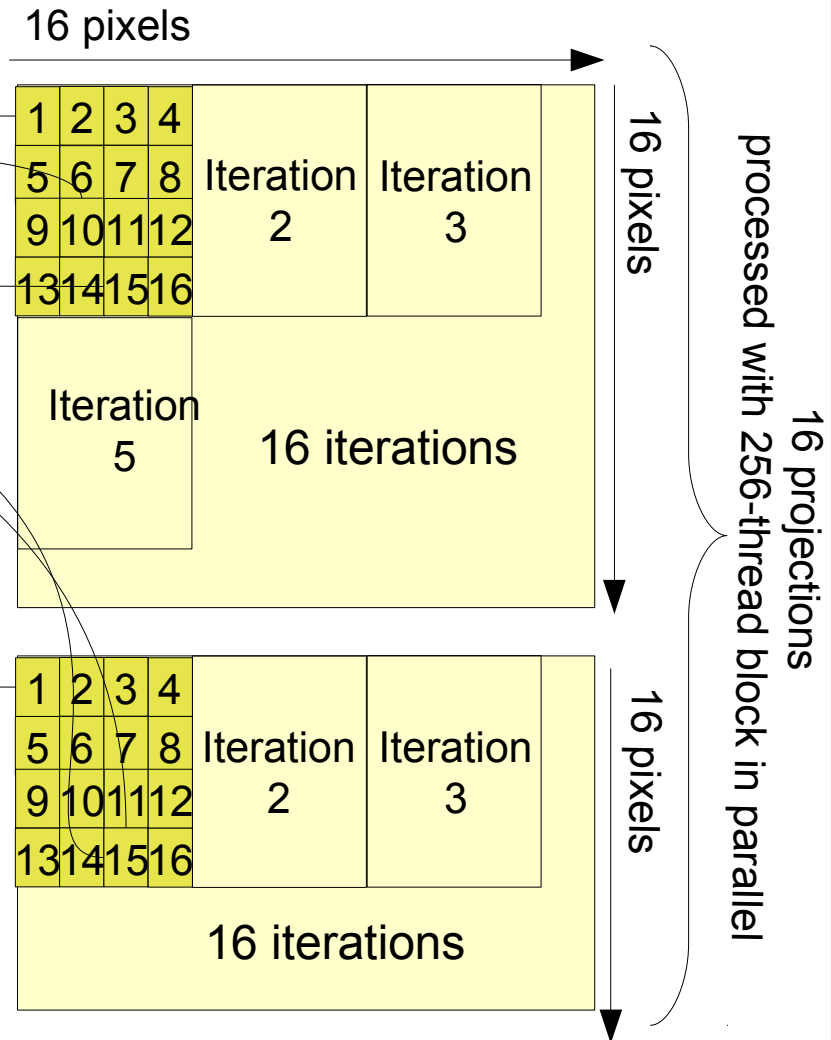 16 pixels
1 2 3 4
5 6 7 8
9 10 11 12
13 14 15 16
Iteration
2
Iteration
3
16 pixels
Iteration
5
16 iterations
1 2 3 4
5 6 7 8
9 10 11 12
13 14 15 16
Iteration
2
Iteration
3
16 pixels
16 iterations
16 projections
processed with 256-thread block in parallel